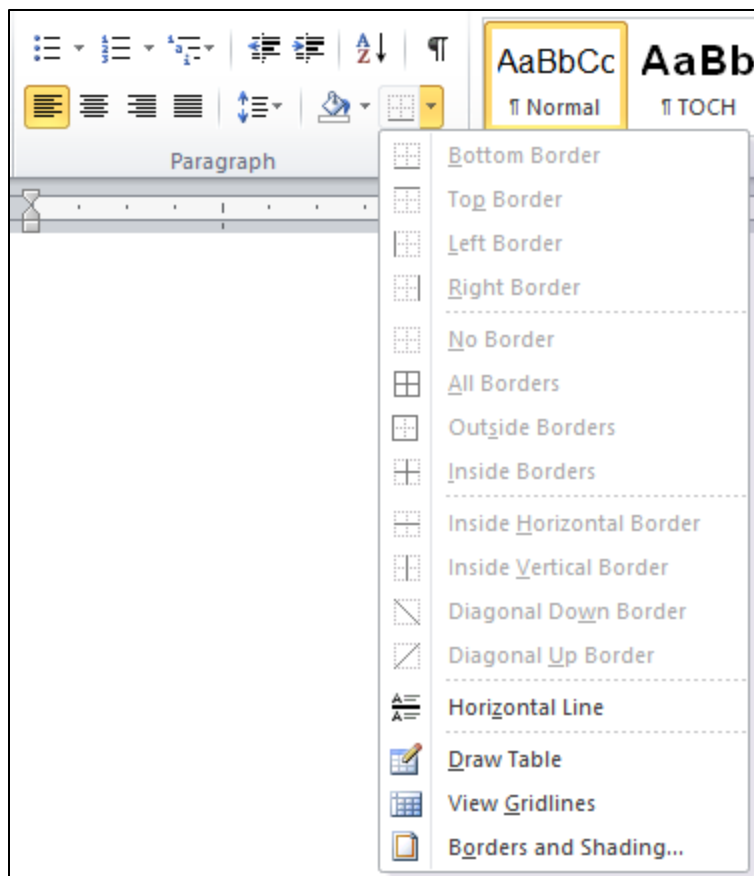 AaBbCc AaBb
¶ Normal ¶ TOCH
Paragraph
Bottom Border
Top Border
Left Border
Right Border
No Border
All Borders
Outside Borders
Inside Borders
Inside Horizontal Border
Inside Vertical Border
Diagonal Down Border
Diagonal Up Border
Horizontal Line
Draw Table
View Gridlines
Borders and Shading...